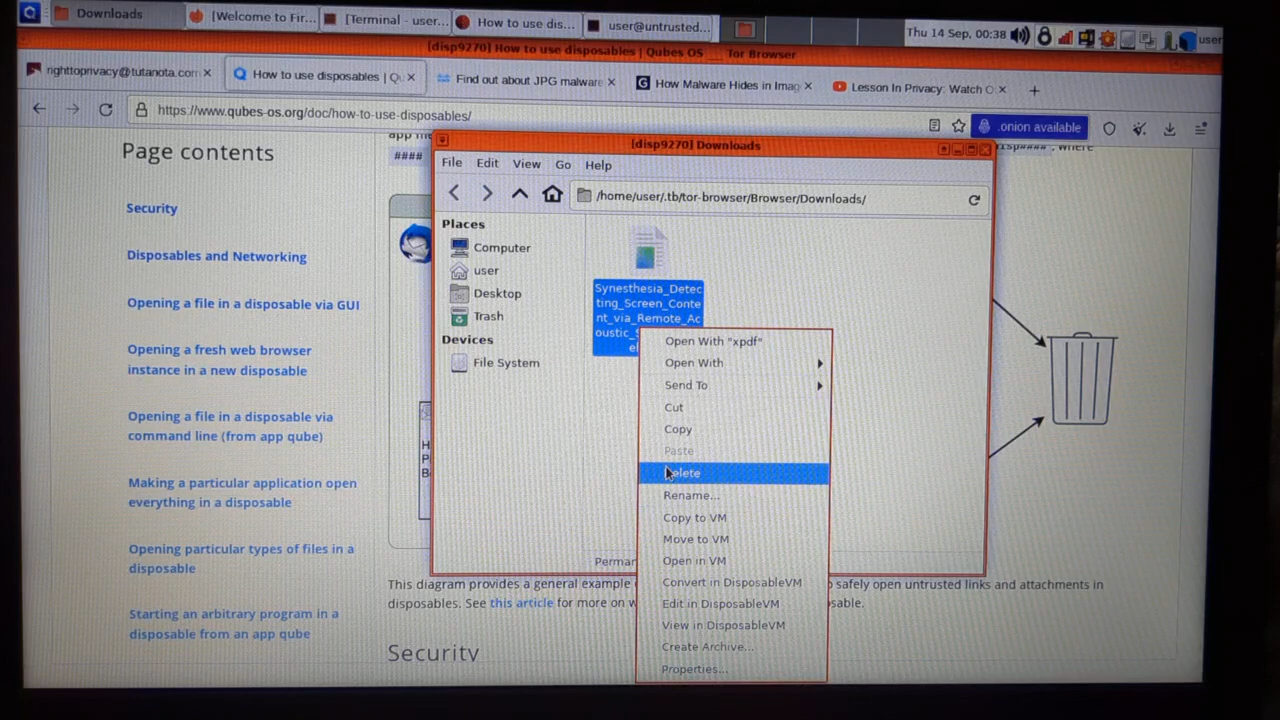 Downloads
[Welcome to Fir...
[Terminal - user...
How to use dis...
user@untrusted...
Thu 14 Sep, 00:38
user
[disp9270] How to use disposables | Qubes OS __ Tor Browser
righttoprivacy@tutanota.com
How to use disposables | Qu
Find out about JPG malware
How Malware Hides in Imag
Lesson In Privacy: Watch O
https://www.qubes-os.org/doc/how-to-use-disposables/
.onion available
Page contents
Security
Disposables and Networking
Opening a file in a disposable via GUI
Opening a fresh web browser
instance in a new disposable
Opening a file in a disposable via
command line (from app qube)
Making a particular application open
everything in a disposable
Opening particular types of files in a
disposable
Starting an arbitrary program in a
disposable from an app qube
####
where
[disp9270] Downloads
File Edit View Go Help
/home/user/.tb/tor-browser/Browser/Downloads/
Places
Computer
user
Desktop
Trash
Devices
File System
Synesthesia_Detec
ting_Screen_Conte
nt_via_Remote_Ac
oustic_S
el
Perman
Open With "xpdf"
Open With
Send To
Cut
Copy
Paste
Delete
Rename...
Copy to VM
Move to VM
Open in VM
Convert in DisposableVM
Edit in DisposableVM
View in DisposableVM
Create Archive...
Properties...
H
P
B
This diagram provides a general example safely open untrusted links and attachments in
disposables. See this article for more on w sable.
Security